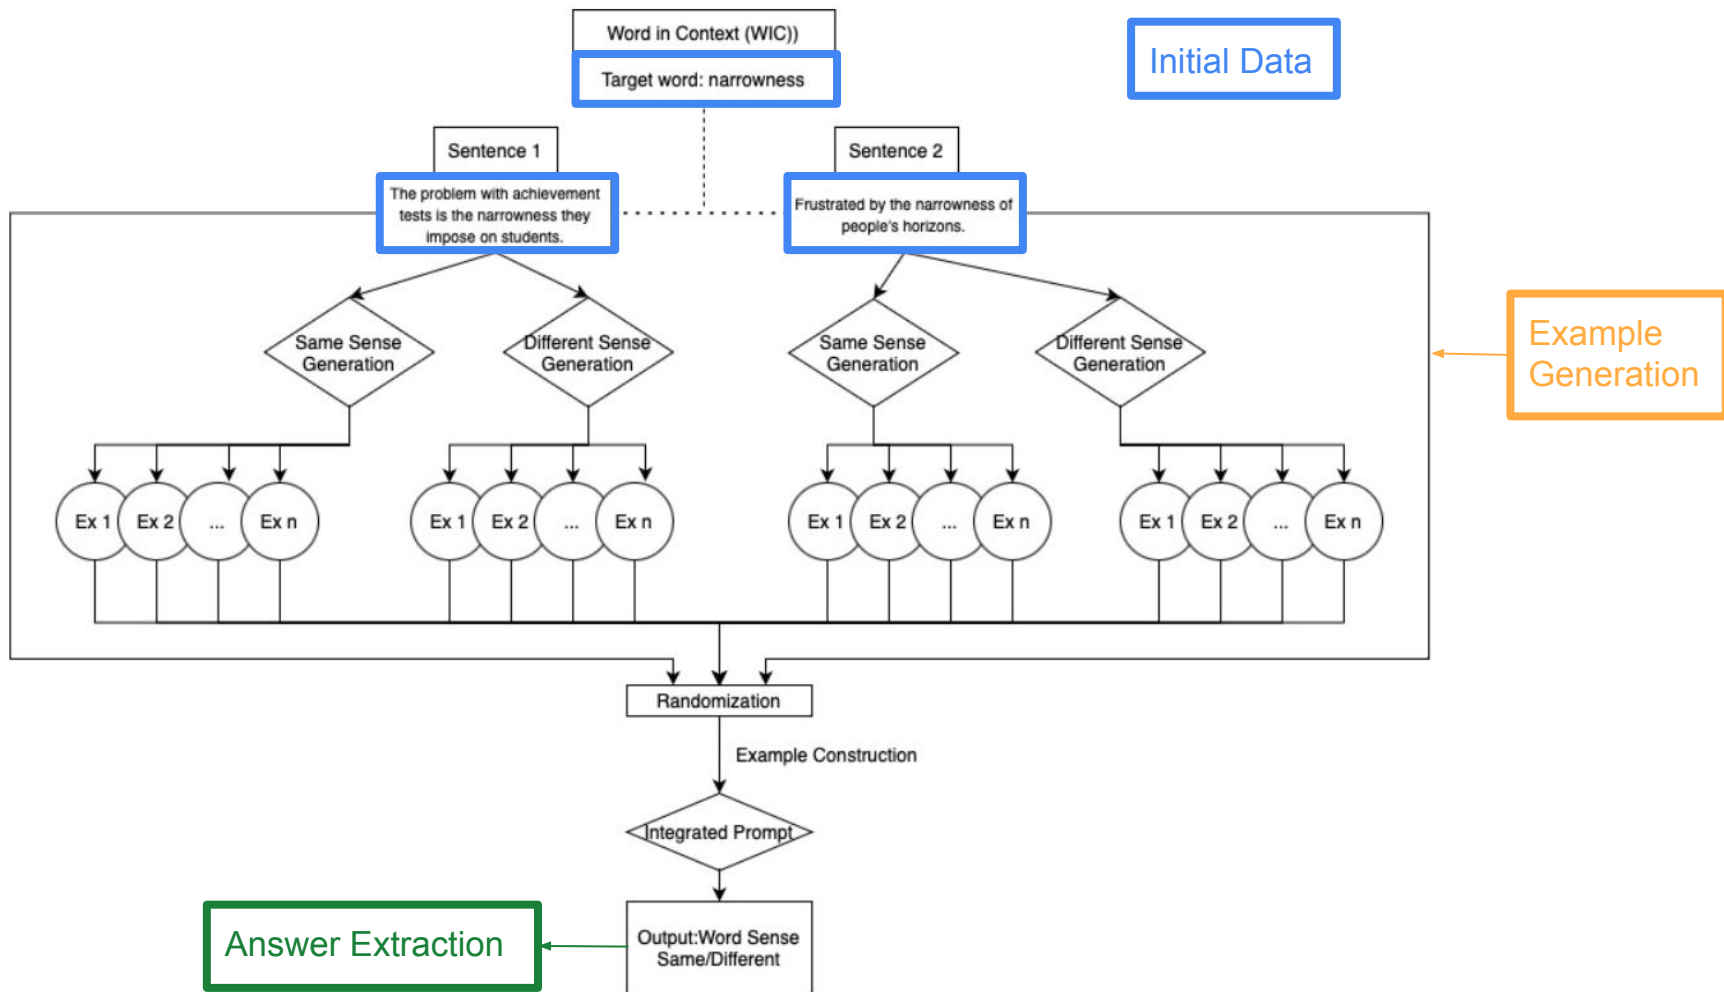 Word in Context (WIC))
Target word: narrowness
Initial Data
Sentence 1
Sentence 2
The problem with achievement
tests is the narrowness they
impose on students.
Frustrated by the narrowness of
people's horizons.
Same Sense
Generation
Different Sense
Generation
Same Sense
Generation
Different Sense
Generation
Example
Generation
Ex 1
Ex 2
...
Ex n
Ex 1
Ex 2
...
Ex n
Ex 1
Ex 2
...
Ex n
Ex 1
Ex 2
...
Ex n
Randomization
Example Construction
Integrated Prompt
Output:Word Sense
Same/Different
Answer Extraction